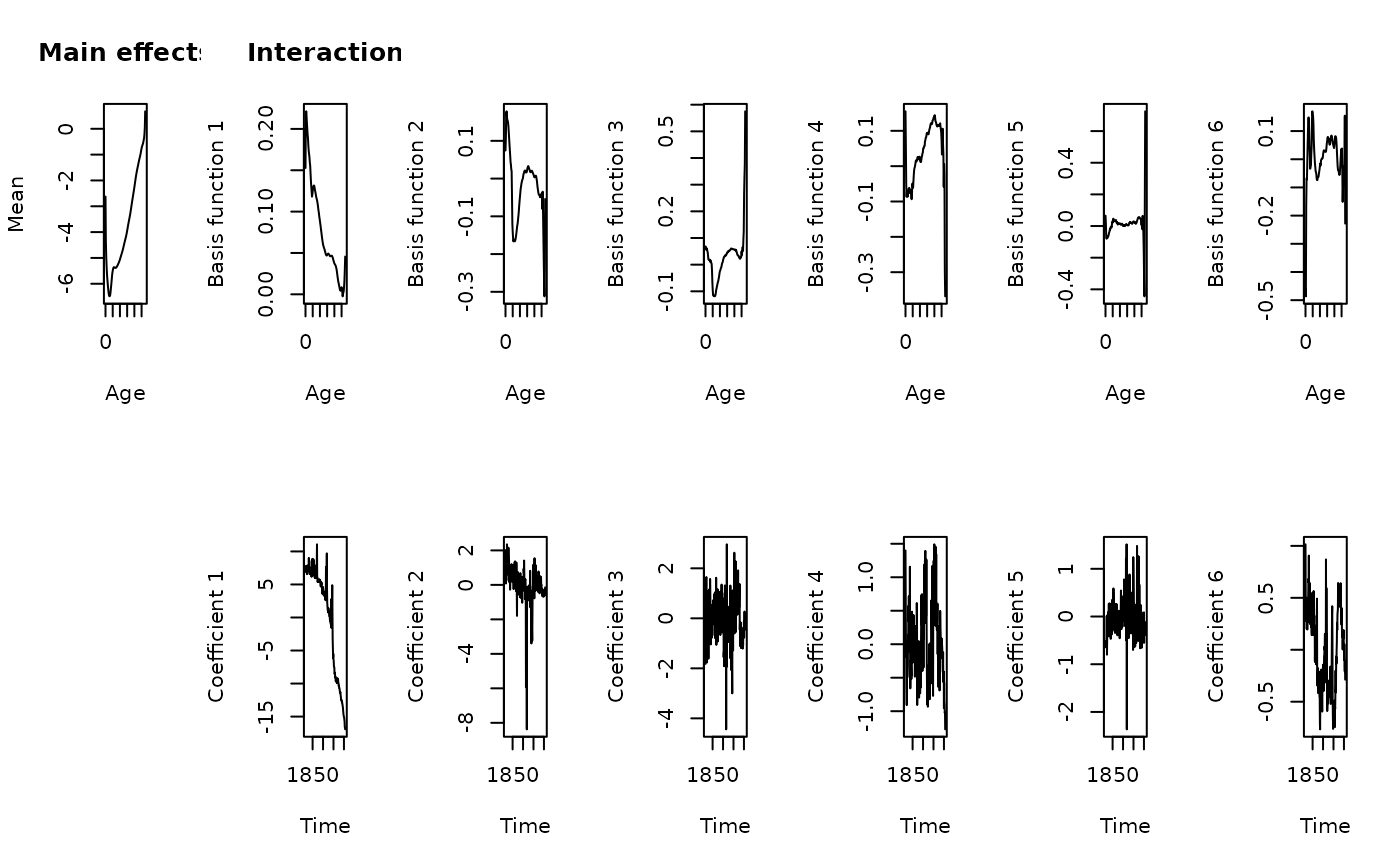 Main effects
Interaction
Mean
0
-2
-4
-6
0
Age
Basis function 1
0.20
0.10
0.00
0
Age
Basis function 2
0.1
-0.1
-0.3
0
Age
Basis function 3
0.5
0.2
-0.1
0
Age
Basis function 4
0.1
-0.1
-0.3
0
Age
Basis function 5
0.4
0.0
-0.4
0
Age
Basis function 6
0.1
-0.2
-0.5
0
Age
Coefficient 1
5
-5
-15
1850
Time
Coefficient 2
2
0
-4
-8
1850
Time
Coefficient 3
2
0
-2
-4
1850
Time
Coefficient 4
1.0
0.0
-1.0
1850
Time
Coefficient 5
1
0
-1
-2
1850
Time
Coefficient 6
0.5
-0.5
1850
Time